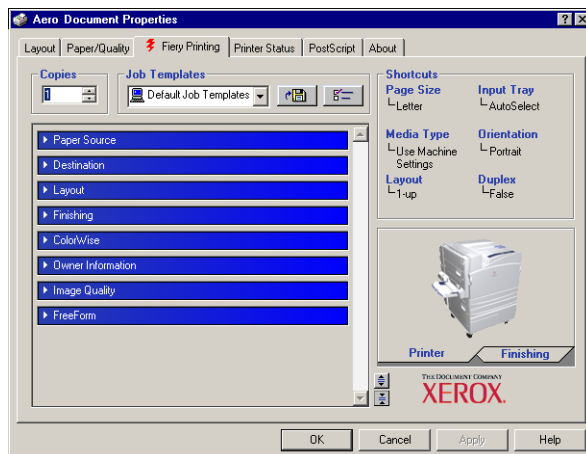 Aero Document Properties
Layout Paper/Quality Fiery Printing Printer Status PostScript About
Copies
1
Job Templates
Default Job Templates
Paper Source
Destination
Layout
Finishing
ColorWise
Owner Information
Image Quality
FreeForm
Shortcuts
Page Size Input Tray
Letter AutoSelect
Media Type Orientation
Use Machine Settings Portrait
Layout Duplex
1-up False
Printer Finishing
THE DOCUMENT COMPANY
XEROX.
OK Cancel Apply Help